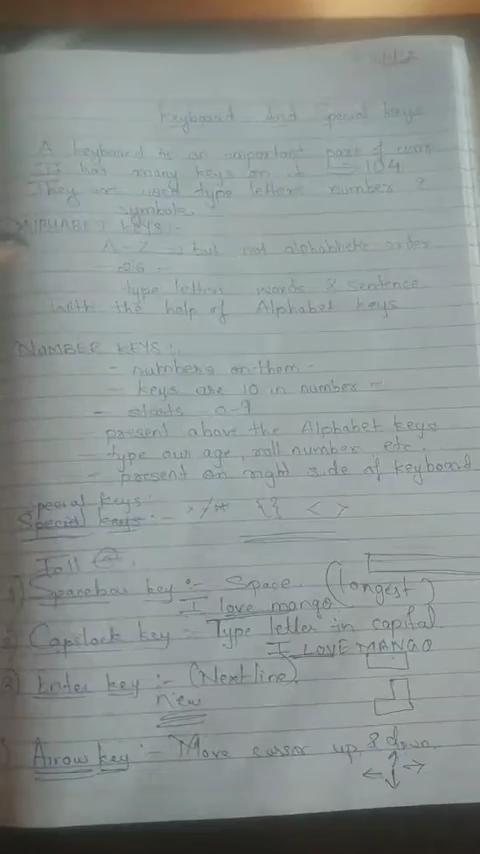 Keyboard And Special Keys
A keyboard is an important part of com
It has many keys on it → 104
They are used type letters number &
symbols.
ALPHABET KEYS:-
A-Z → but not alphabhetic order
26 -
type letters words & sentence
with the help of Alphabet keys
NUMBER KEYS:-
- numbers on them -
- keys are 10 in number -
- starts 0-9
- present above the Alphabet keys
- type our age, roll number etc.
- present on right side of keyboard
Special keys:
Special keys:- , / * { } < >
1) Spacebar key :- Space. (longest)
I love mango
2) Capslock key - Type letter in capital
I LOVE MANGO
3) Enter key :- (Next line)
new
) Arrow key :- Move cursor up & down.